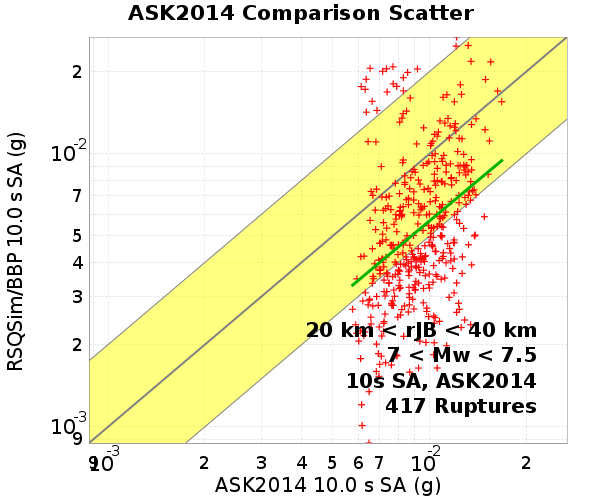 ASK2014 Comparison Scatter
RSQSim/BBP 10.0 s SA (g)
2
10-2
7
5
4
3
2
10-3
9
20 km < rJB < 40 km
7 < Mw < 7.5
10s SA, ASK2014
417 Ruptures
9 10-3 2 3 4 5 6 7 10-2 2
ASK2014 10.0 s SA (g)